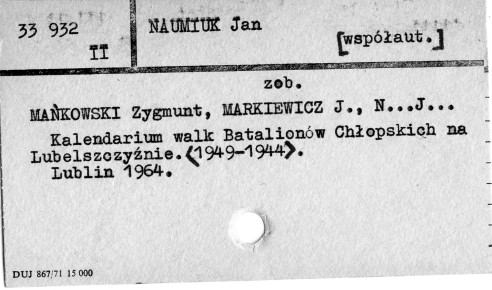 33 932
II
NAUMIUK Jan
[współaut.]
zob.
MAŃKOWSKI Zygmunt, MARKIEWICZ J., N...J...
Kalendarium walk Batalionów Chłopskich na
Lubelszczyźnie.<1949-1944>.
Lublin 1964.
DUJ 867/71 15 000